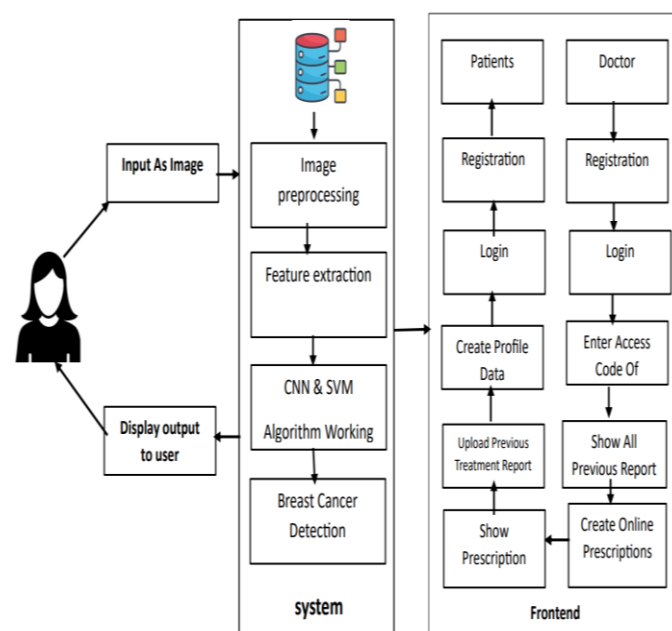 Input As Image
Display output
to user
Image
preprocessing
Feature extraction
CNN & SVM
Algorithm Working
Breast Cancer
Detection
system
Patients
Registration
Login
Create Profile
Data
Upload Previous
Treatment Report
Show
Prescription
Doctor
Registration
Login
Enter Access
Code Of
Show All
Previous Report
Create Online
Prescriptions
Frontend